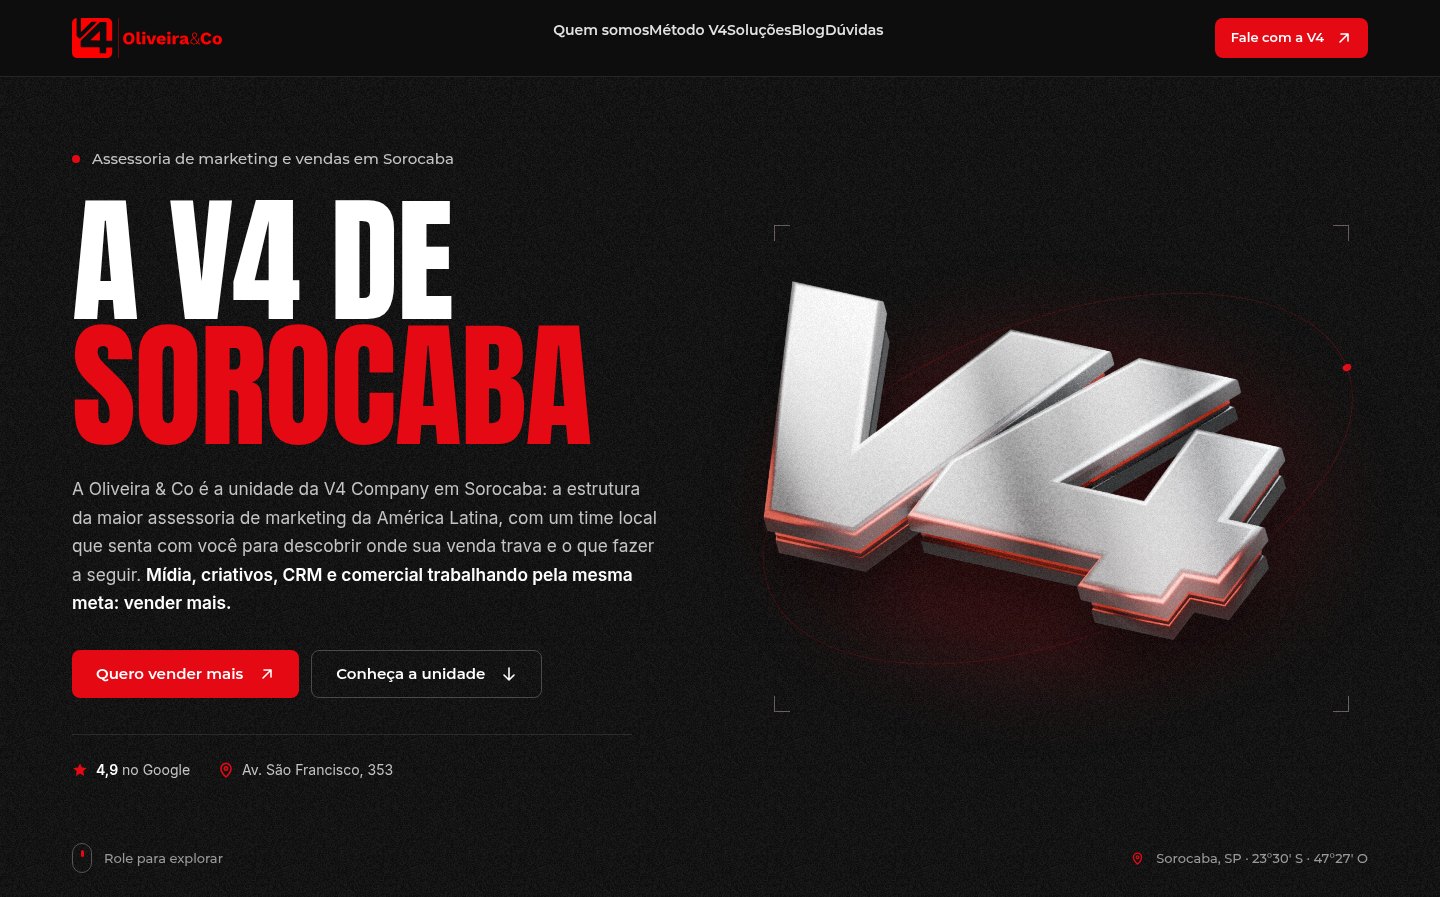 Oliveira&Co
Quem somos Método V4 Soluções Blog Dúvidas
Fale com a V4
Assessoria de marketing e vendas em Sorocaba
A V4 DE
SOROCABA
A Oliveira & Co é a unidade da V4 Company em Sorocaba: a estrutura
da maior assessoria de marketing da América Latina, com um time local
que senta com você para descobrir onde sua venda trava e o que fazer
a seguir. Mídia, criativos, CRM e comercial trabalhando pela mesma
meta: vender mais.
Quero vender mais
Conheça a unidade
4,9 no Google
Av. São Francisco, 353
V4
Role para explorar
Sorocaba, SP · 23°30' S · 47°27' O